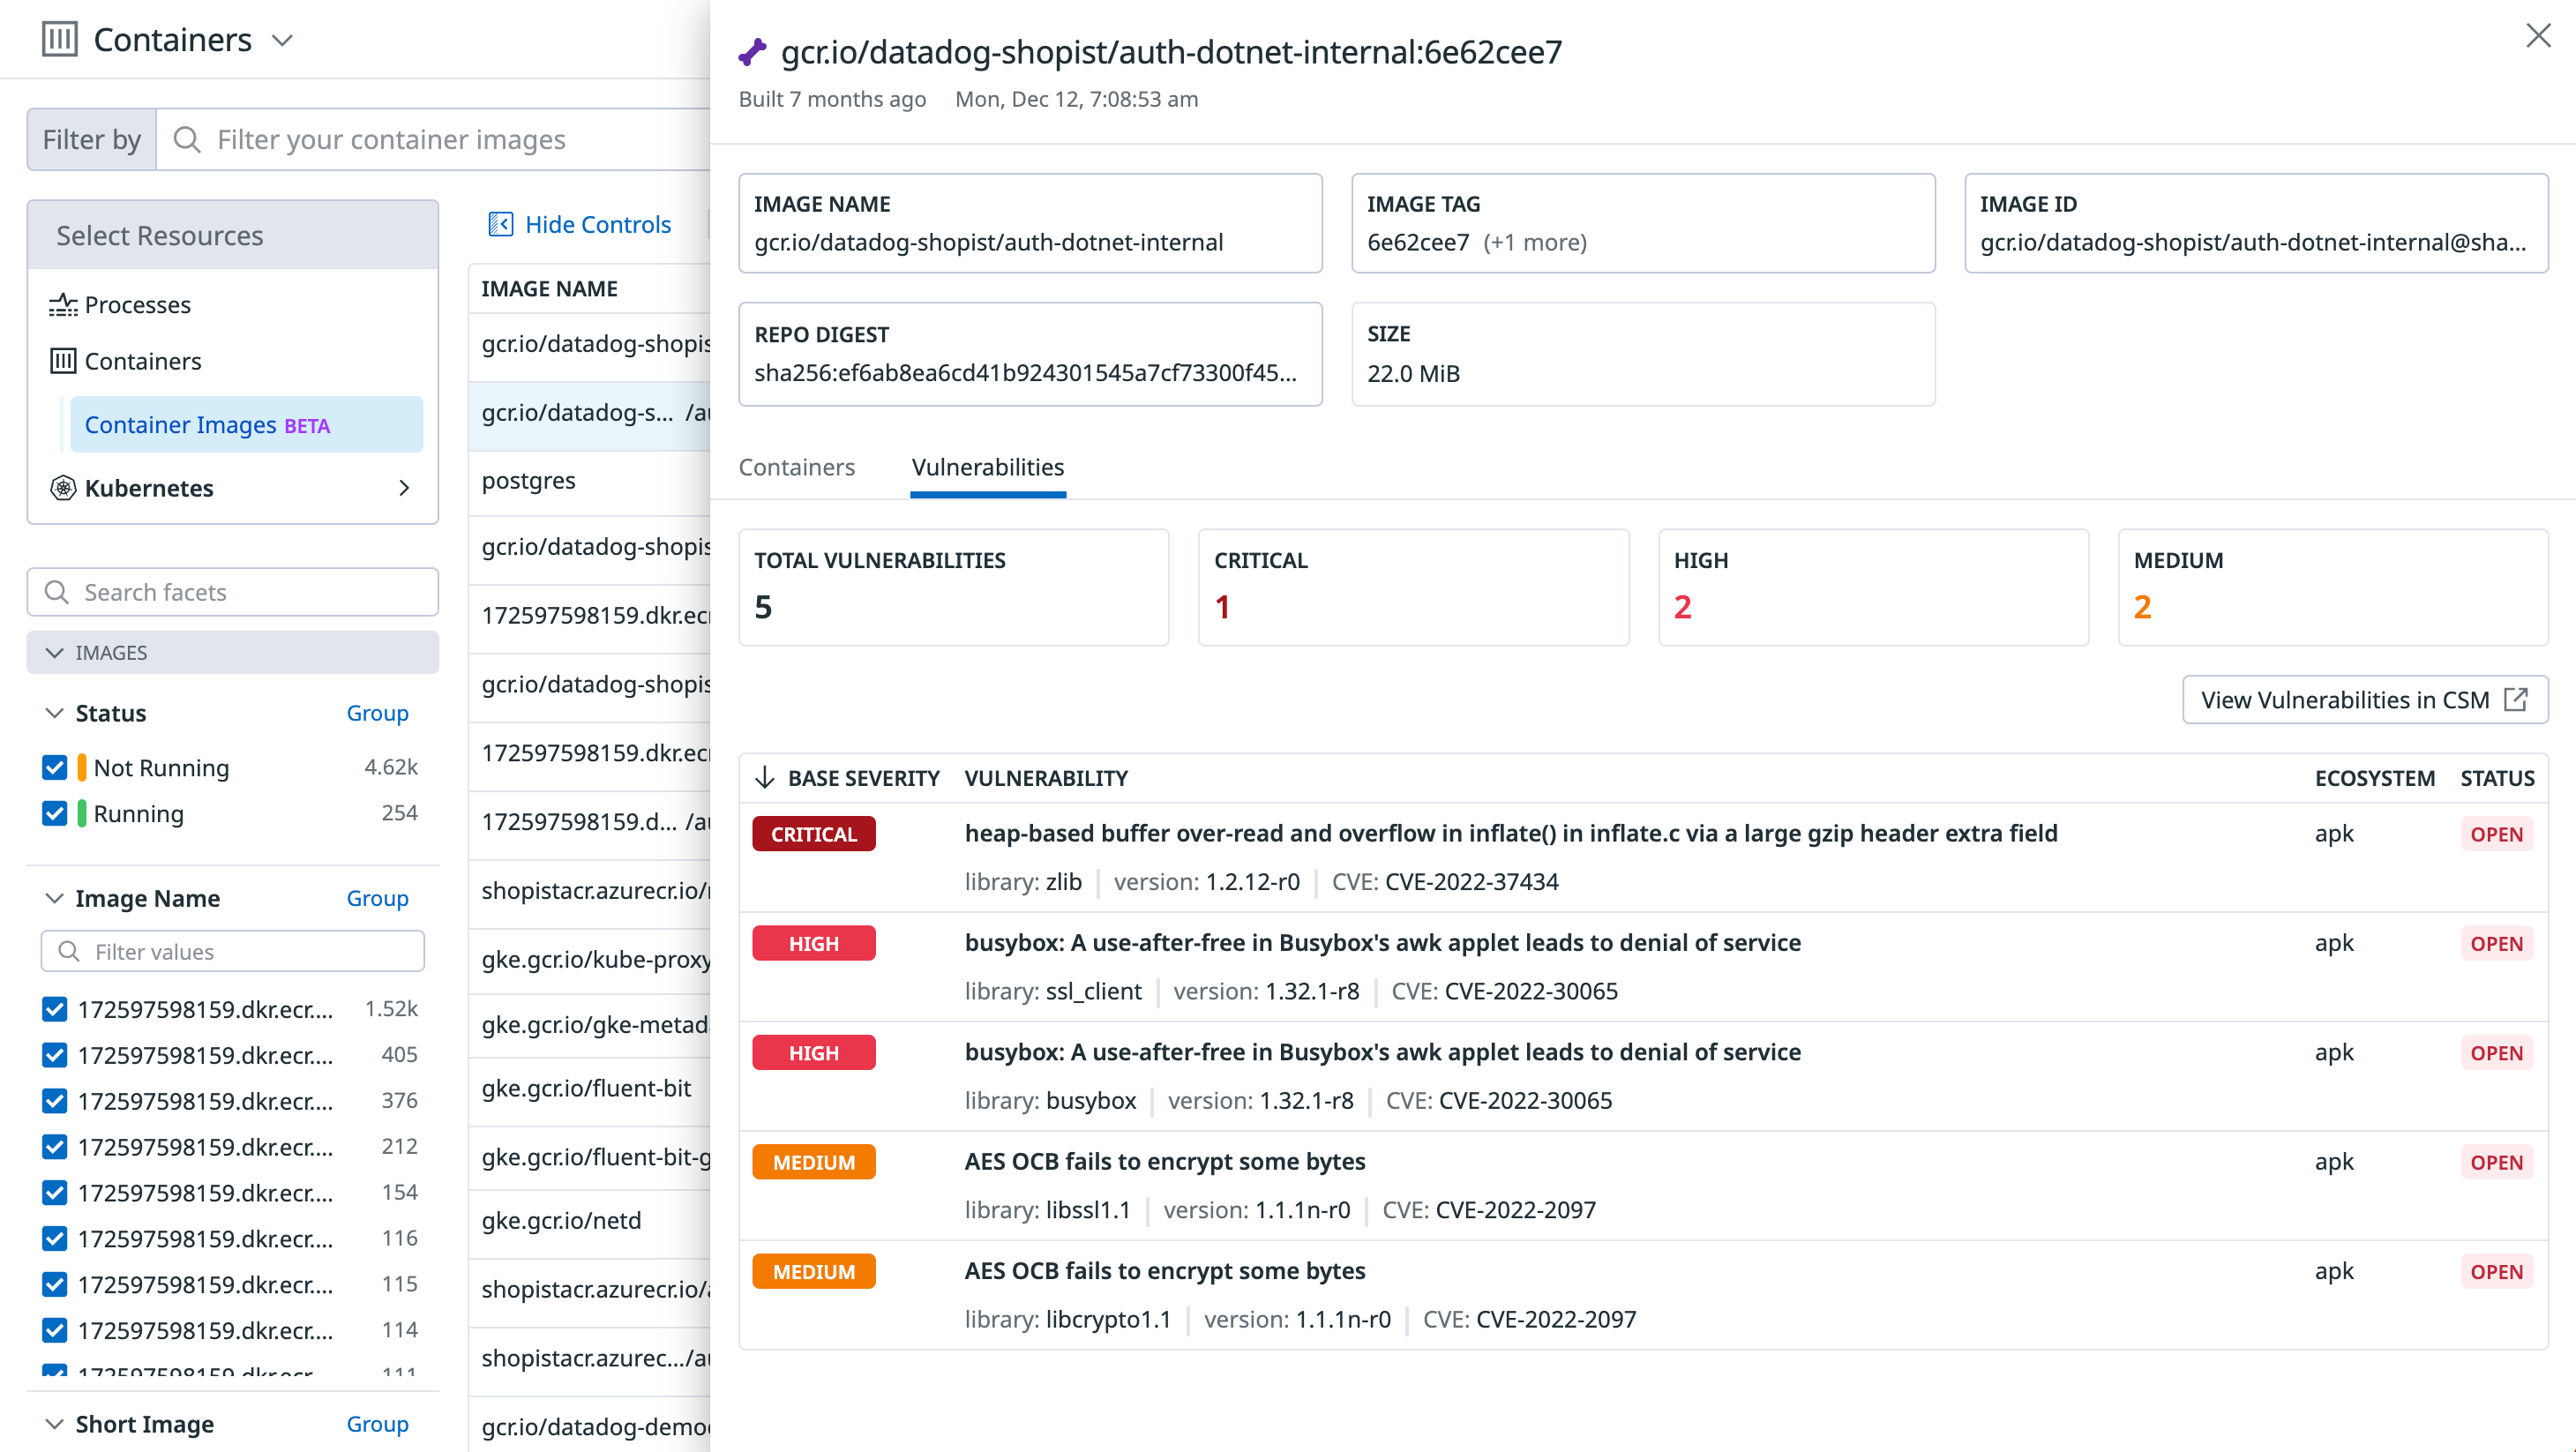 Containers
Filter by
Filter your container images
Select Resources
Processes
Containers
Container Images BETA
Kubernetes
Search facets
IMAGES
Status Group
Not Running 4.62k
Running 254
Image Name Group
Filter values
172597598159.dkr.ecr.... 1.52k
172597598159.dkr.ecr.... 405
172597598159.dkr.ecr.... 376
172597598159.dkr.ecr.... 212
172597598159.dkr.ecr.... 154
172597598159.dkr.ecr.... 116
172597598159.dkr.ecr.... 115
172597598159.dkr.ecr.... 114
172597598159.dkr.ecr.... 111
Short Image Group
Hide Controls
IMAGE NAME
gcr.io/datadog-shopis
gcr.io/datadog-s... /au
postgres
gcr.io/datadog-shopis
172597598159.dkr.ecr
gcr.io/datadog-shopis
172597598159.dkr.ecr
172597598159.d... /au
shopistacr.azurecr.io/
gke.gcr.io/kube-proxy
gke.gcr.io/gke-metad
gke.gcr.io/fluent-bit
gke.gcr.io/fluent-bit-g
gke.gcr.io/netd
shopistacr.azurecr.io/a
shopistacr.azurec.../au
gcr.io/datadog-demo
gcr.io/datadog-shopist/auth-dotnet-internal:6e62cee7
Built 7 months ago Mon, Dec 12, 7:08:53 am
IMAGE NAME
gcr.io/datadog-shopist/auth-dotnet-internal
IMAGE TAG
6e62cee7 (+1 more)
IMAGE ID
gcr.io/datadog-shopist/auth-dotnet-internal@sha...
REPO DIGEST
sha256:ef6ab8ea6cd41b924301545a7cf73300f45...
SIZE
22.0 MiB
Containers Vulnerabilities
TOTAL VULNERABILITIES
5
CRITICAL
1
HIGH
2
MEDIUM
2
View Vulnerabilities in CSM
BASE SEVERITY VULNERABILITY ECOSYSTEM STATUS
CRITICAL heap-based buffer over-read and overflow in inflate() in inflate.c via a large gzip header extra field apk OPEN
library: zlib version: 1.2.12-r0 CVE: CVE-2022-37434
HIGH busybox: A use-after-free in Busybox's awk applet leads to denial of service apk OPEN
library: ssl_client version: 1.32.1-r8 CVE: CVE-2022-30065
HIGH busybox: A use-after-free in Busybox's awk applet leads to denial of service apk OPEN
library: busybox version: 1.32.1-r8 CVE: CVE-2022-30065
MEDIUM AES OCB fails to encrypt some bytes apk OPEN
library: libssl1.1 version: 1.1.1n-r0 CVE: CVE-2022-2097
MEDIUM AES OCB fails to encrypt some bytes apk OPEN
library: libcrypto1.1 version: 1.1.1n-r0 CVE: CVE-2022-2097